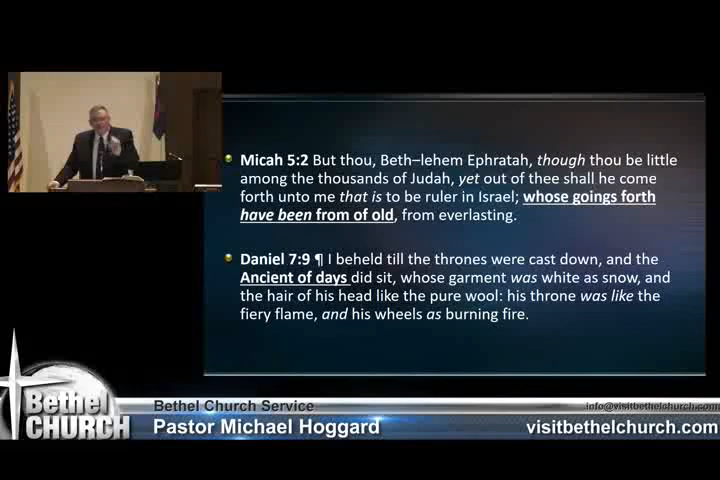 Micah 5:2 But thou, Beth–lehem Ephratah, though thou be little
among the thousands of Judah, yet out of thee shall he come
forth unto me that is to be ruler in Israel; whose goings forth
have been from of old, from everlasting.
Daniel 7:9 ¶ I beheld till the thrones were cast down, and the
Ancient of days did sit, whose garment was white as snow, and
the hair of his head like the pure wool: his throne was like the
fiery flame, and his wheels as burning fire.
Bethel
CHURCH
Bethel Church Service
info@visitbethelchurch.com
Pastor Michael Hoggard
visitbethelchurch.com